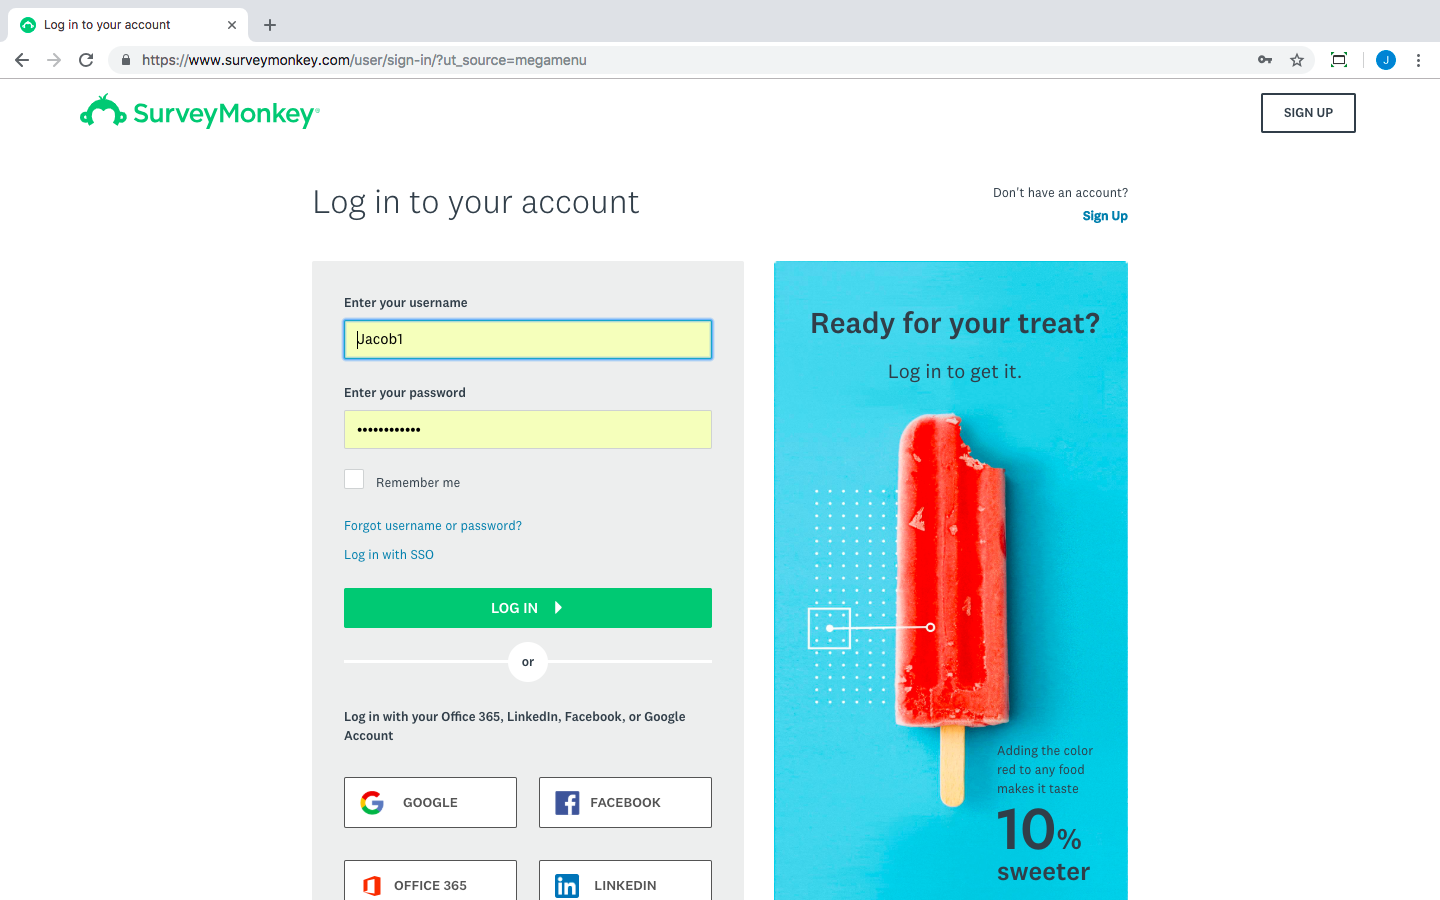 Log in to your account
https://www.surveymonkey.com/user/sign-in/?ut_source=megamenu
J
SurveyMonkey®
SIGN UP
Log in to your account
Don't have an account?
Sign Up
Enter your username
Jacob1
Enter your password
••••••••••••
Remember me
Forgot username or password?
Log in with SSO
LOG IN
or
Log in with your Office 365, LinkedIn, Facebook, or Google
Account
GOOGLE
FACEBOOK
OFFICE 365
LINKEDIN
Ready for your treat?
Log in to get it.
Adding the color
red to any food
makes it taste
10%
sweeter